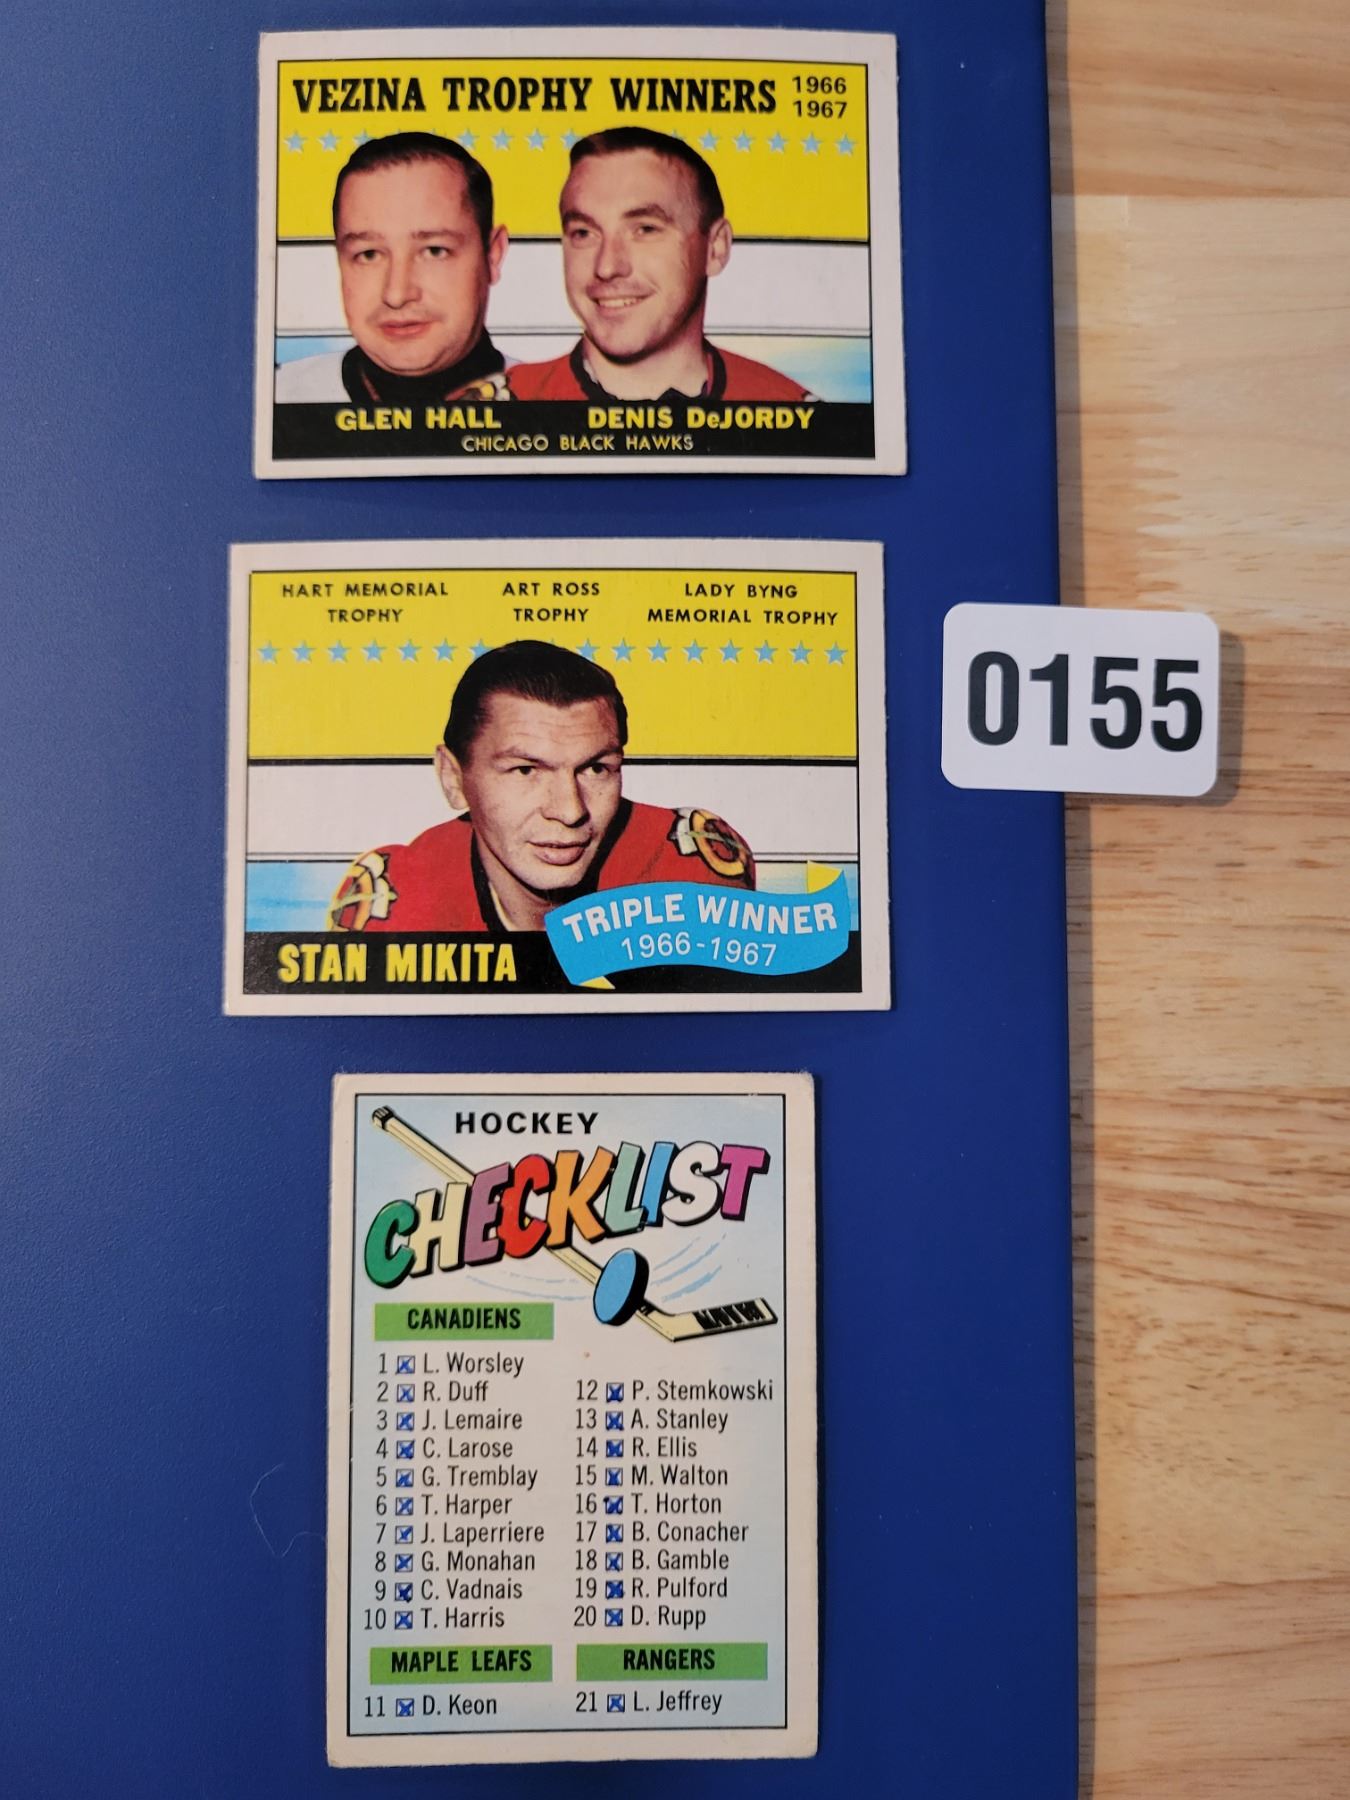 VEZINA TROPHY WINNERS 1966
1967
GLEN HALL DENIS DeJORDY
CHICAGO BLACK HAWKS
HART MEMORIAL
TROPHY
ART ROSS
TROPHY
LADY BYNG
MEMORIAL TROPHY
TRIPLE WINNER
1966-1967
STAN MIKITA
0155
HOCKEY
CHECKLIST
CANADIENS
1 L. Worsley
2 R. Duff
3 J. Lemaire
4 C. Larose
5 G. Tremblay
6 T. Harper
7 J. Laperriere
8 G. Monahan
9 C. Vadnais
10 T. Harris
MAPLE LEAFS
11 D. Keon
12 P. Stemkowski
13 A. Stanley
14 R. Ellis
15 M. Walton
16 T. Horton
17 B. Conacher
18 B. Gamble
19 R. Pulford
20 D. Rupp
RANGERS
21 L. Jeffrey